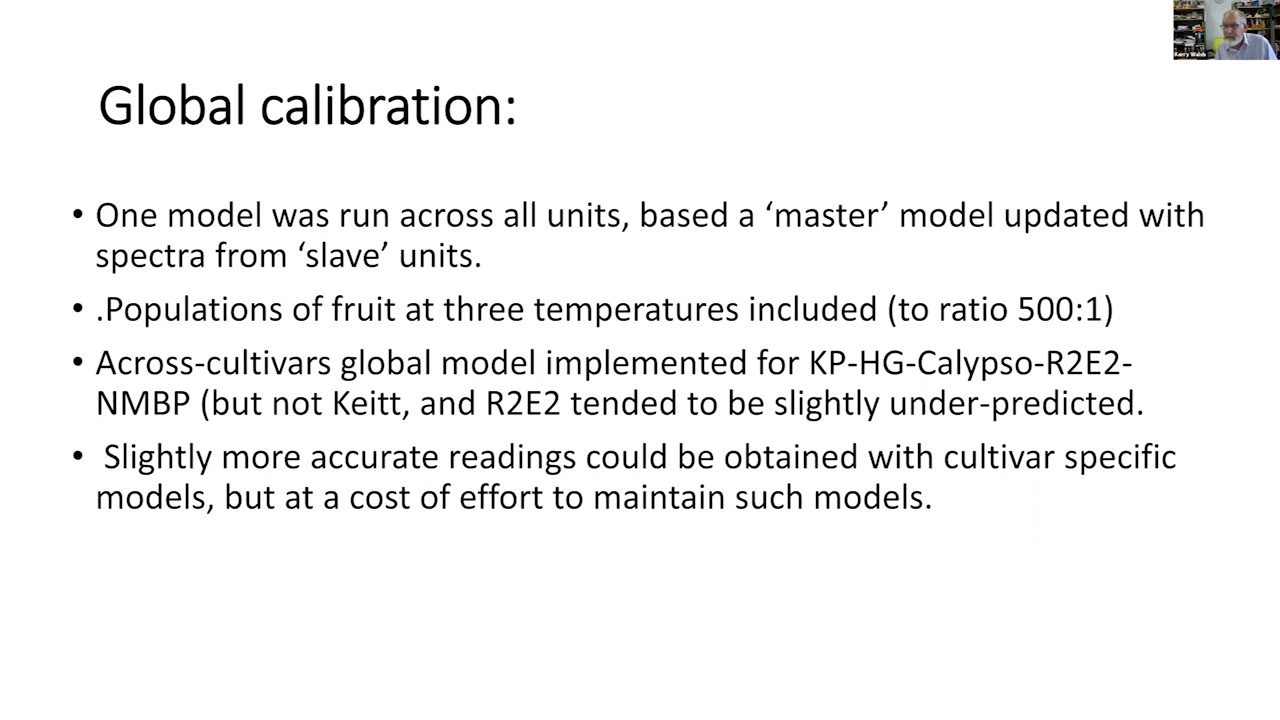 Kerry Walsh
Global calibration:
• One model was run across all units, based a ‘master’ model updated with
spectra from ‘slave’ units.
• .Populations of fruit at three temperatures included (to ratio 500:1)
• Across-cultivars global model implemented for KP-HG-Calypso-R2E2-
NMBP (but not Keitt, and R2E2 tended to be slightly under-predicted.
• Slightly more accurate readings could be obtained with cultivar specific
models, but at a cost of effort to maintain such models.